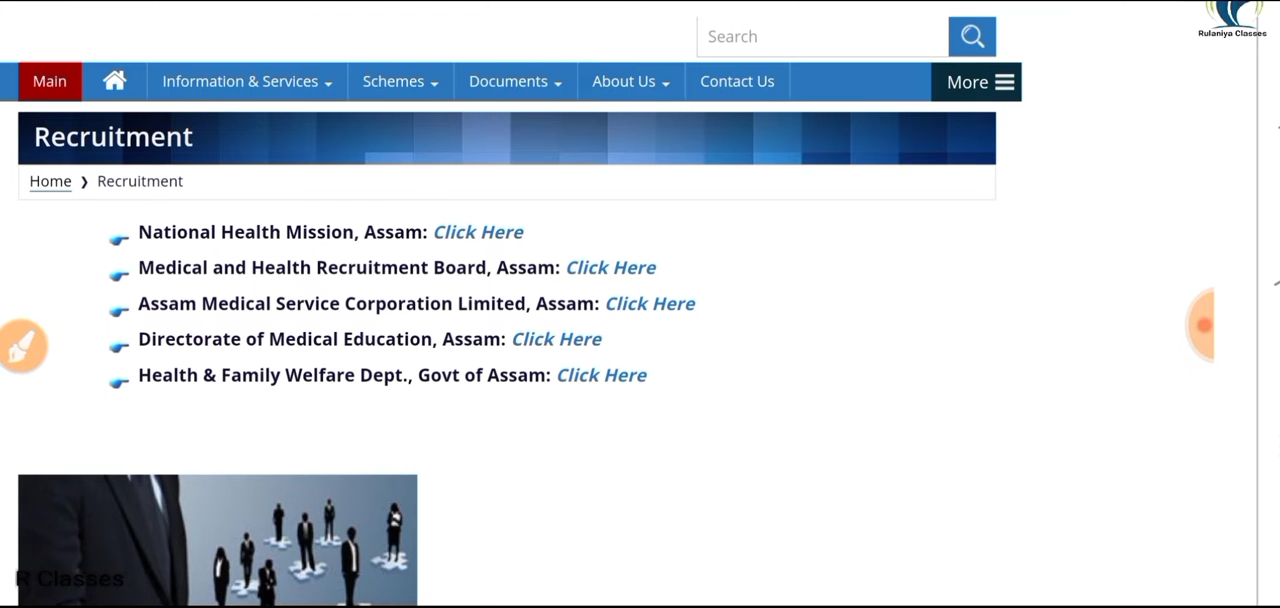 Rulaniya Classes
Search
Main Information & Services Schemes Documents About Us Contact Us More
Recruitment
Home ❯ Recruitment
National Health Mission, Assam: Click Here
Medical and Health Recruitment Board, Assam: Click Here
Assam Medical Service Corporation Limited, Assam: Click Here
Directorate of Medical Education, Assam: Click Here
Health & Family Welfare Dept., Govt of Assam: Click Here
R Classes